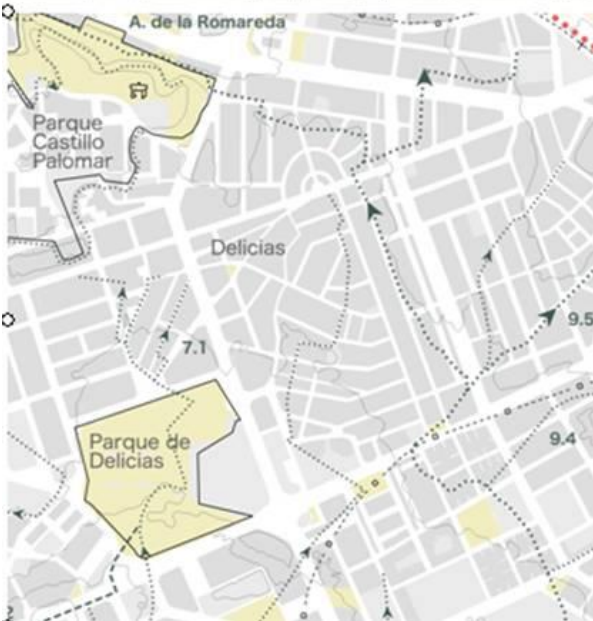 A. de la Romareda
Parque
Castillo
Palomar
Delicias
9.5
7.1
Parque de
Delicias
9.4